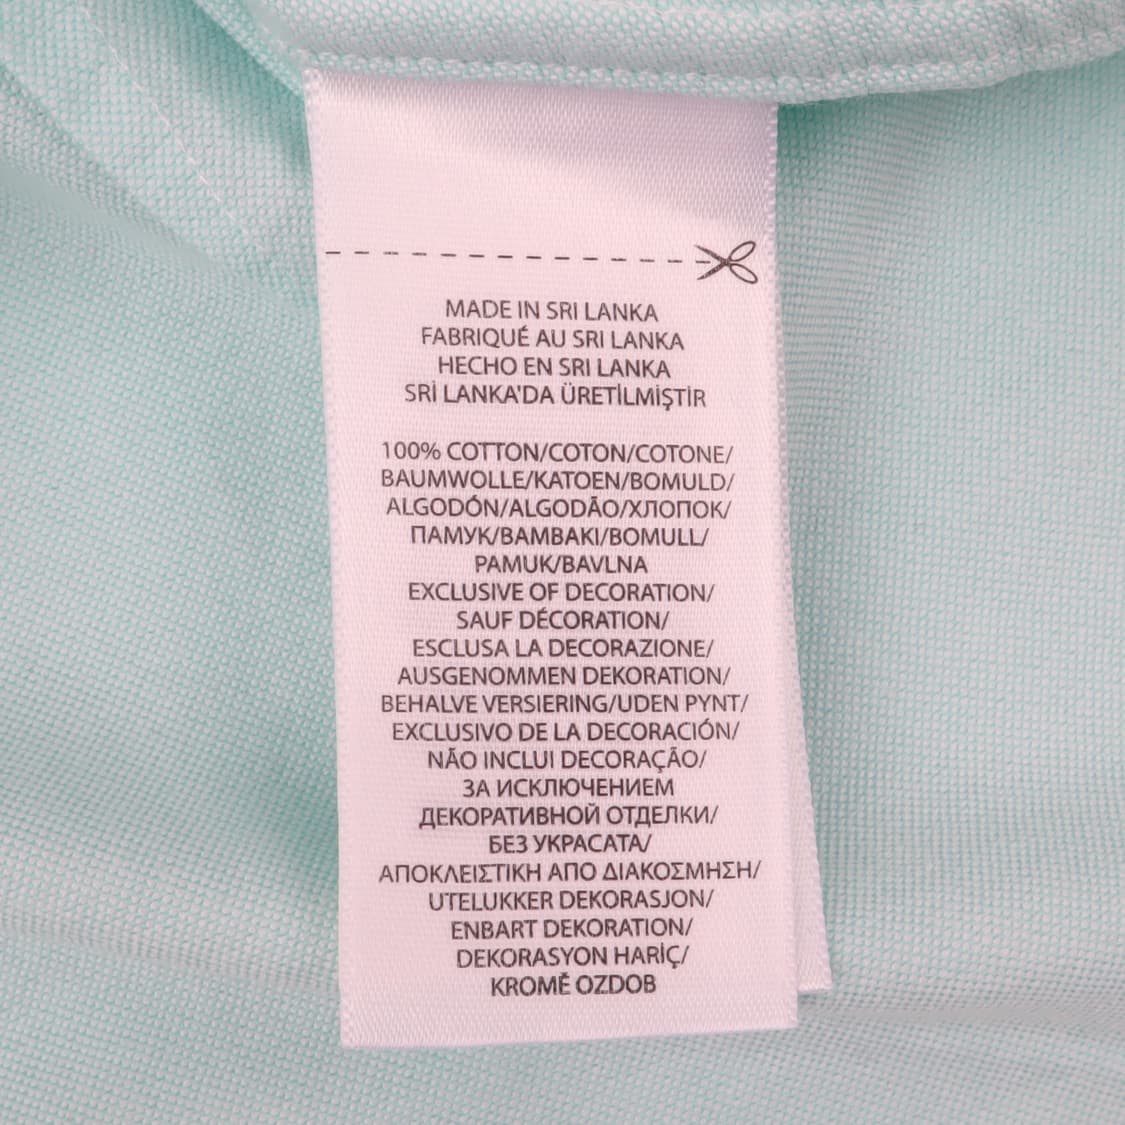 MADE IN SRI LANKA
FABRIQUÉ AU SRI LANKA
HECHO EN SRI LANKA
SRİ LANKA'DA ÜRETİLMİŞTİR
100% COTTON/COTON/COTONE/
BAUMWOLLE/KATOEN/BOMULD/
ALGODÓN/ALGODÃO/ХЛОПОК/
ПАМУК/ΒΑΜΒΑΚΙ/BOMULL/
PAMUK/BAVLNA
EXCLUSIVE OF DECORATION/
SAUF DÉCORATION/
ESCLUSA LA DECORAZIONE/
AUSGENOMMEN DEKORATION/
BEHALVE VERSIERING/UDEN PYNT/
EXCLUSIVO DE LA DECORACIÓN/
NÃO INCLUI DECORAÇÃO/
ЗА ИСКЛЮЧЕНИЕМ
ДЕКОРАТИВНОЙ ОТДЕЛКИ/
БЕЗ УКРАСАТА/
ΑΠΟΚΛΕΙΣΤΙΚΗ ΑΠΟ ΔΙΑΚΟΣΜΗΣΗ/
UTELUKKER DEKORASJON/
ENBART DEKORATION/
DEKORASYON HARİÇ/
KROMĚ OZDOB